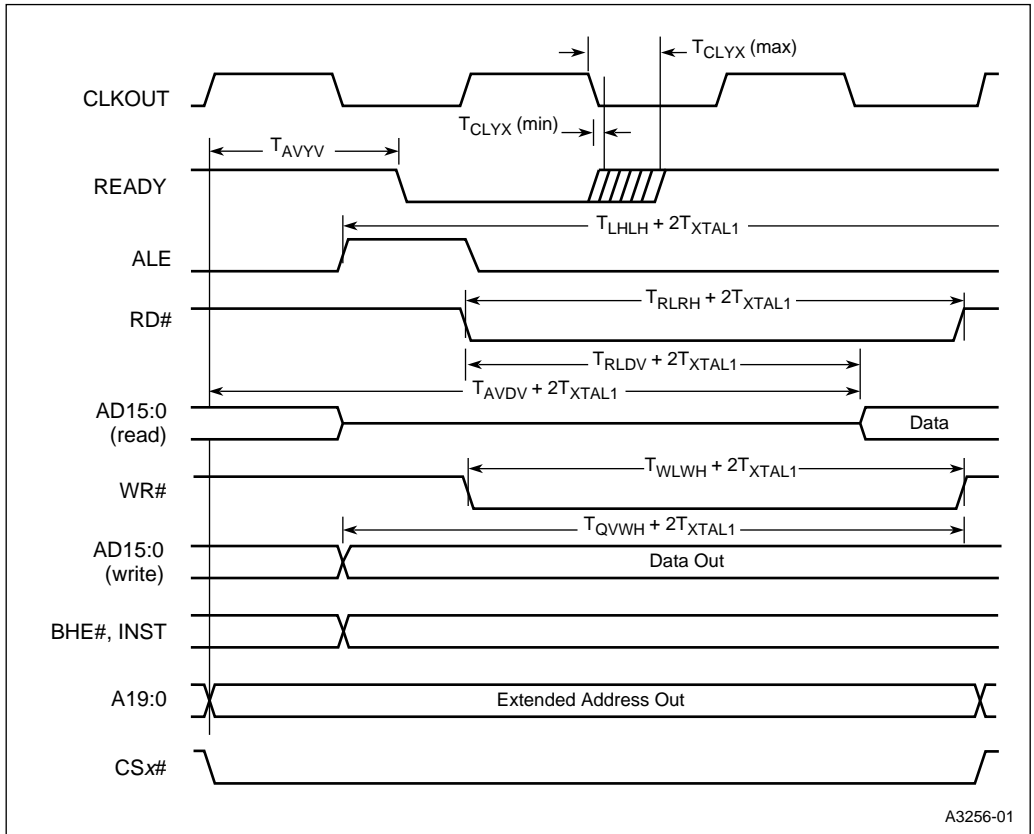 T_CLYX (max)
CLKOUT
T_CLYX (min)
T_AVYV
READY
T_LHLH + 2T_XTAL1
ALE
T_RLRH + 2T_XTAL1
RD#
T_RLDV + 2T_XTAL1
T_AVDV + 2T_XTAL1
AD15:0
(read)
Data
T_WLWH + 2T_XTAL1
WR#
T_QVWH + 2T_XTAL1
AD15:0
(write)
Data Out
BHE#, INST
A19:0
Extended Address Out
CSx#
A3256-01